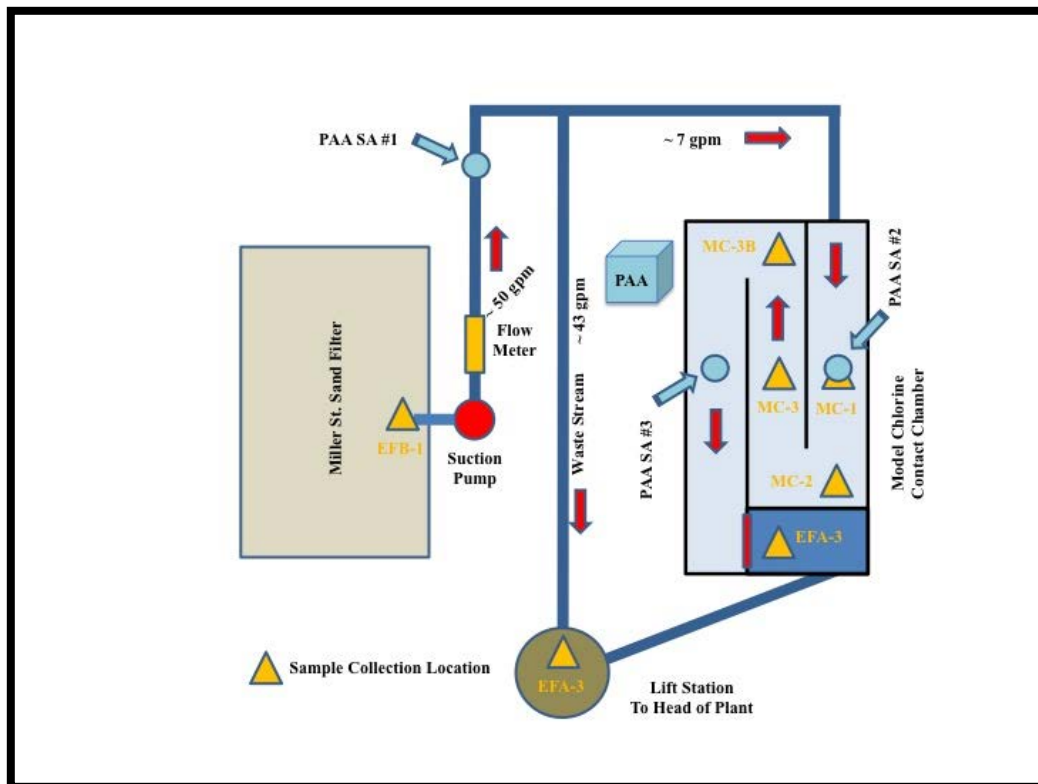 PAA SA #1
~ 7 gpm
Miller St. Sand Filter
EFB-1
~ 50 gpm
Flow
Meter
Suction
Pump
Waste Stream ~ 43 gpm
PAA
PAA SA #3
MC-3B
MC-3
MC-1
MC-2
EFA-3
PAA SA #2
Model Chlorine
Contact Chamber
Sample Collection Location
EFA-3
Lift Station
To Head of Plant